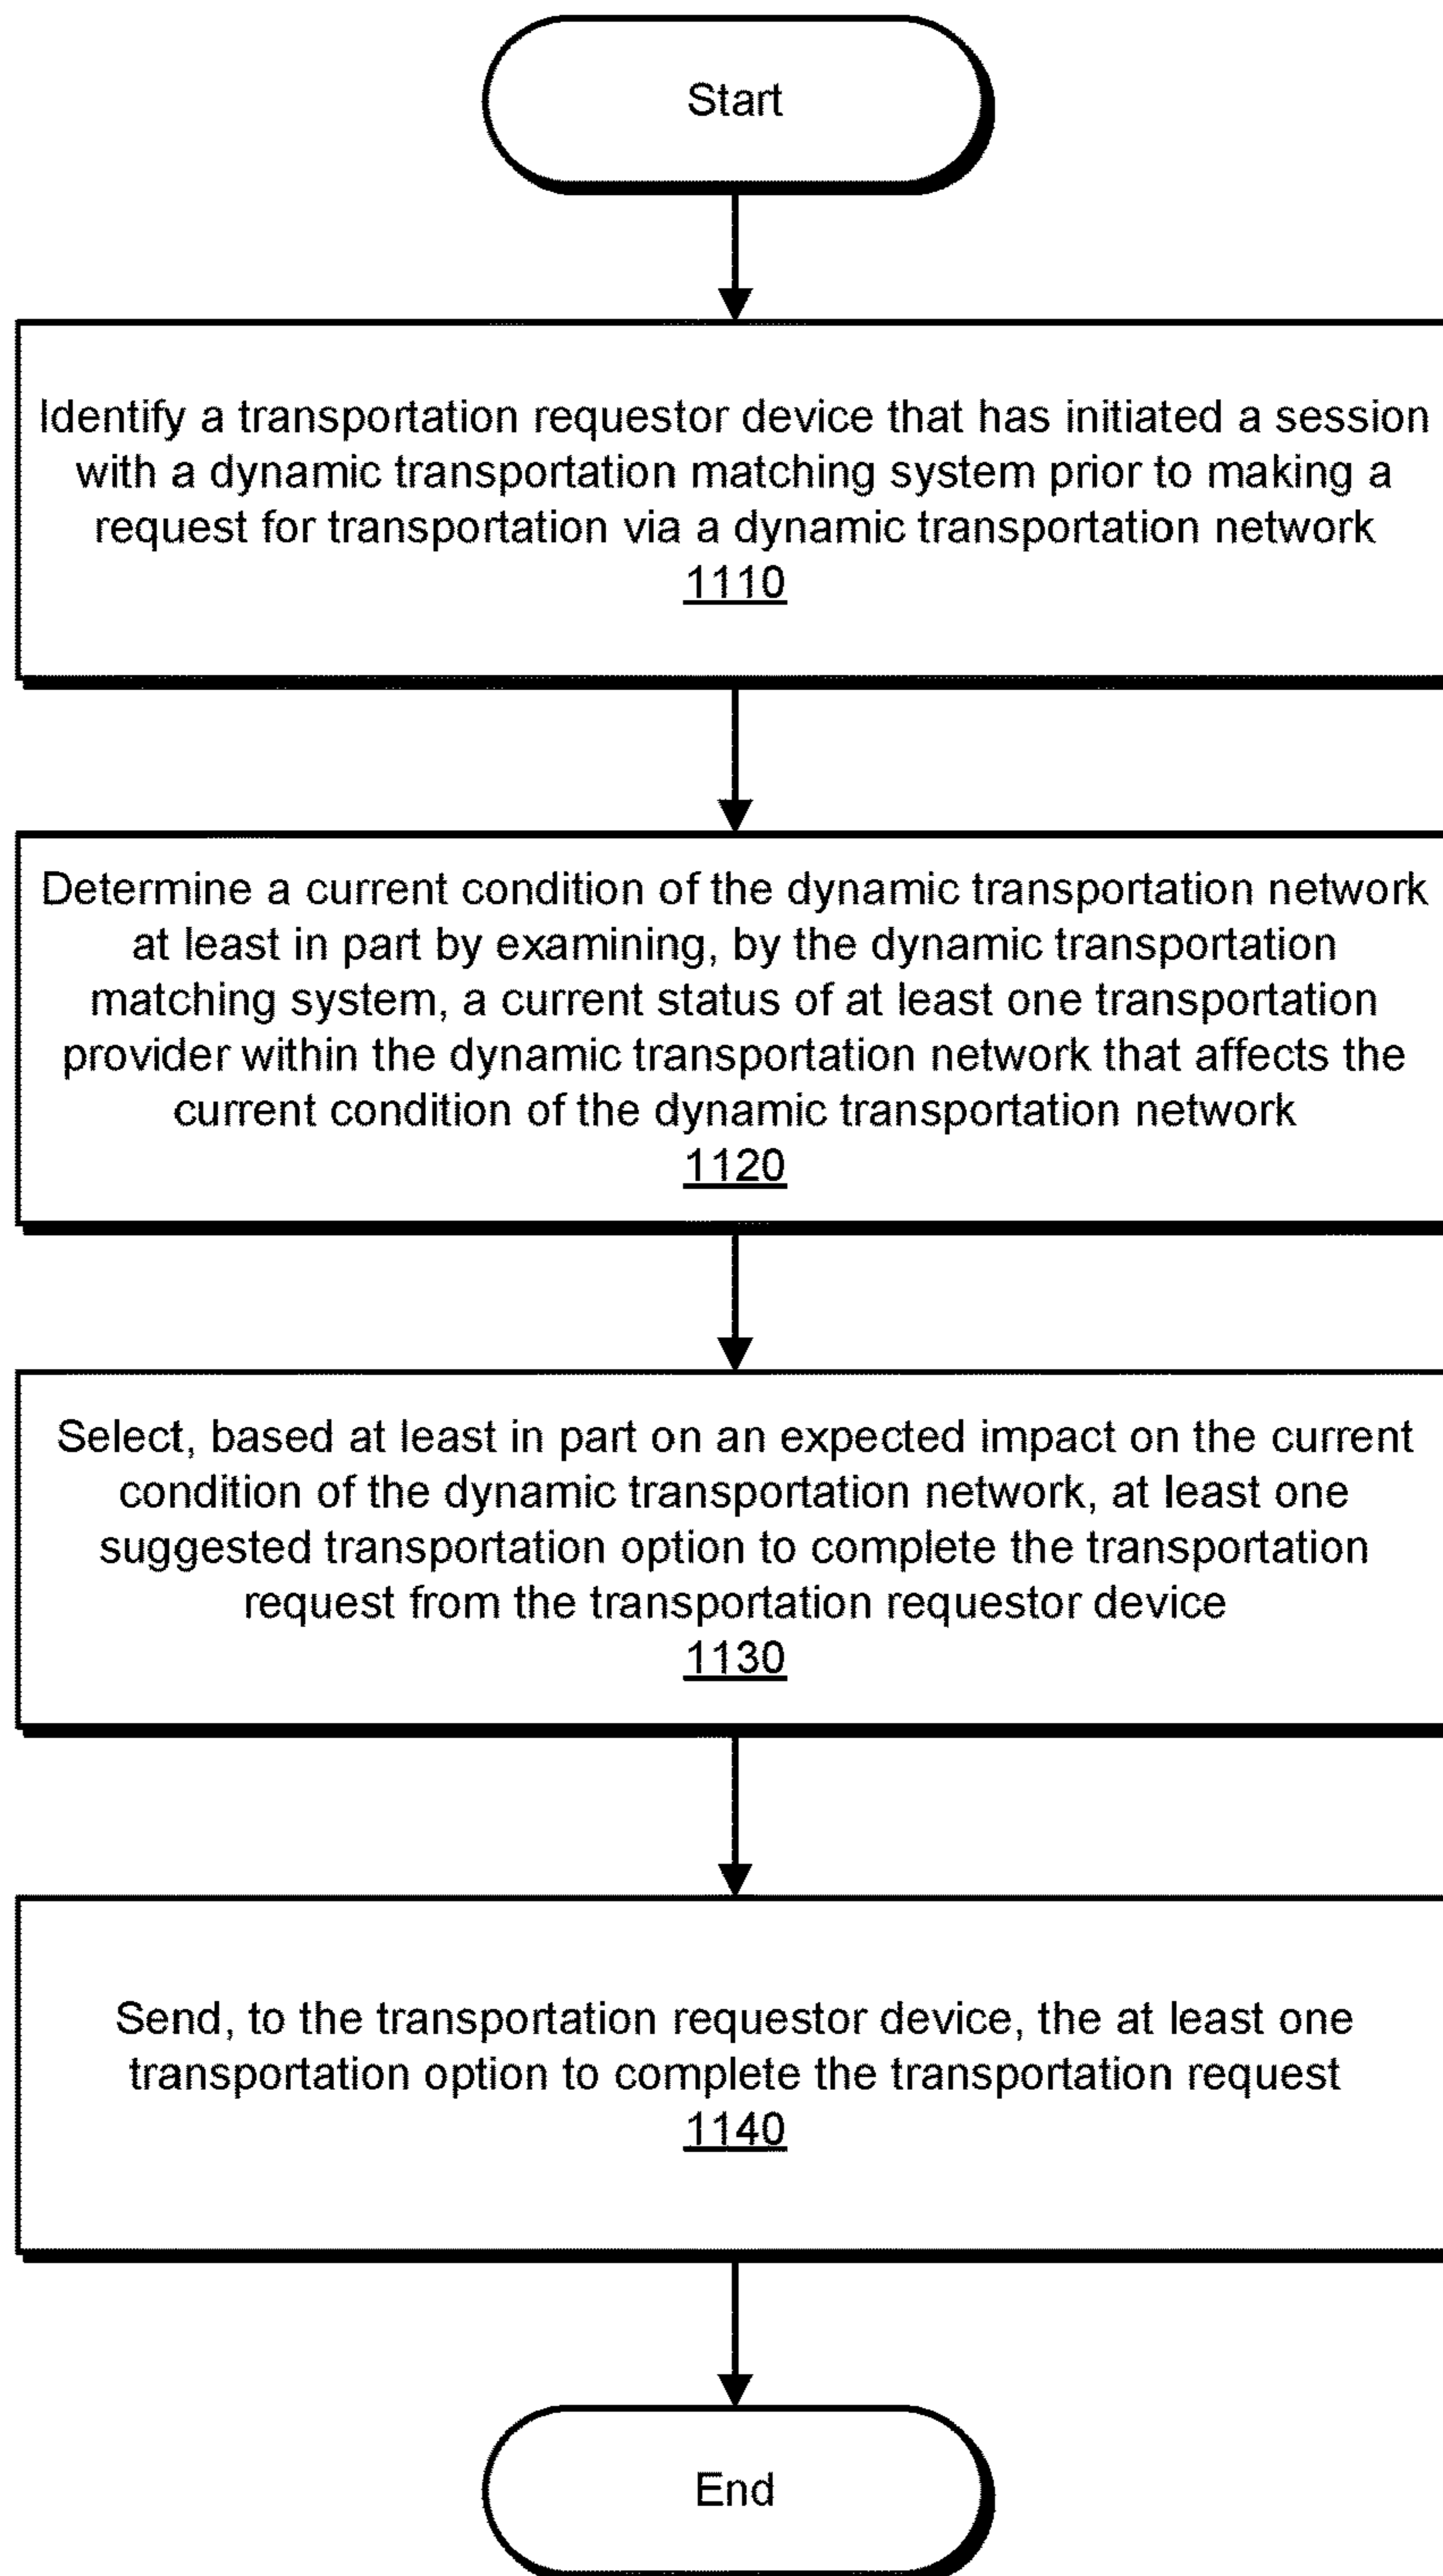 Start
Identify a transportation requestor device that has initiated a session
with a dynamic transportation matching system prior to making a
request for transportation via a dynamic transportation network
1110
Determine a current condition of the dynamic transportation network
at least in part by examining, by the dynamic transportation
matching system, a current status of at least one transportation
provider within the dynamic transportation network that affects the
current condition of the dynamic transportation network
1120
Select, based at least in part on an expected impact on the current
condition of the dynamic transportation network, at least one
suggested transportation option to complete the transportation
request from the transportation requestor device
1130
Send, to the transportation requestor device, the at least one
transportation option to complete the transportation request
1140
End